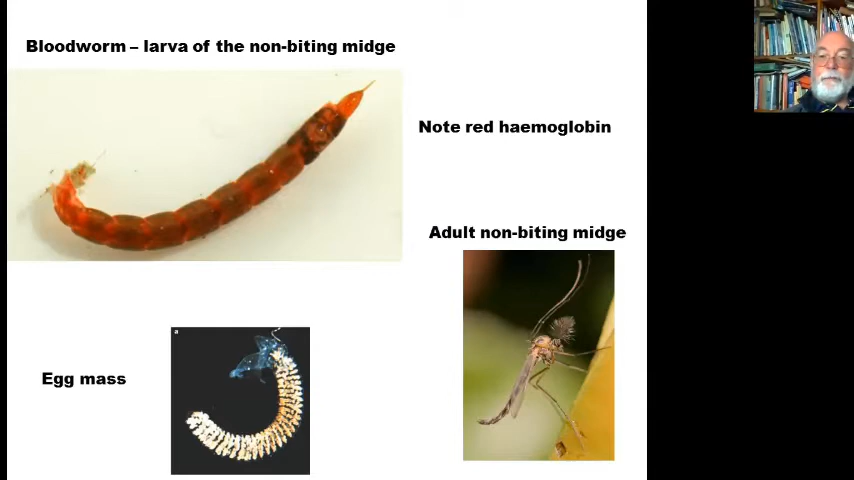 Bloodworm – larva of the non-biting midge
Note red haemoglobin
Adult non-biting midge
a
Egg mass